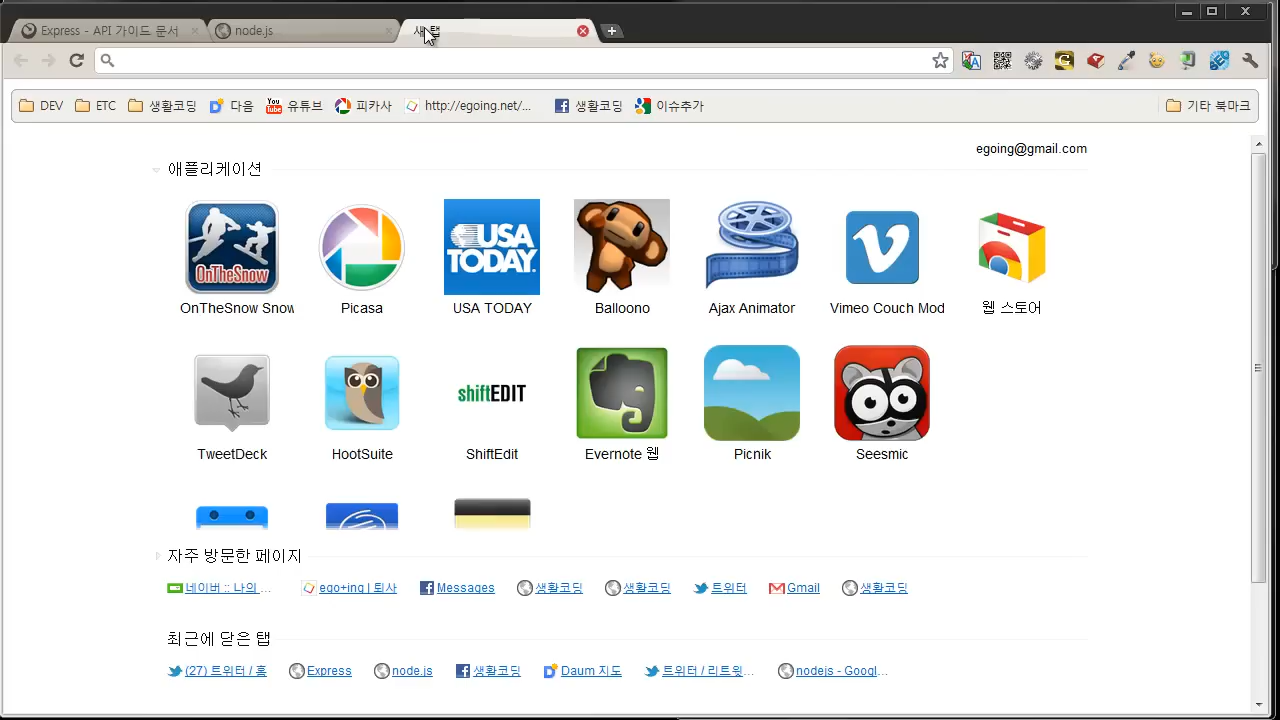 Express - API 가이드 문서
node.js
새 탭
DEV
ETC
생활코딩
다음
You Tube
유튜브
피카사
http://egoing.net/...
생활코딩
이슈추가
기타 북마크
egoing@gmail.com
애플리케이션
OnTheSnow
USA TODAY.
OnTheSnow Snow
Picasa
USA TODAY
Balloono
Ajax Animator
Vimeo Couch Mod
웹 스토어
shiftEDIT
TweetDeck
HootSuite
ShiftEdit
Evernote 웹
Picnik
Seesmic
자주 방문한 페이지
네이버 :: 나의 ...
ego+ing | 퇴사
Messages
생활코딩
생활코딩
트위터
Gmail
생활코딩
최근에 닫은 탭
(27) 트위터 / 홈
Express
node.js
생활코딩
Daum 지도
트위터 / 리트윗...
nodejs - Googl...